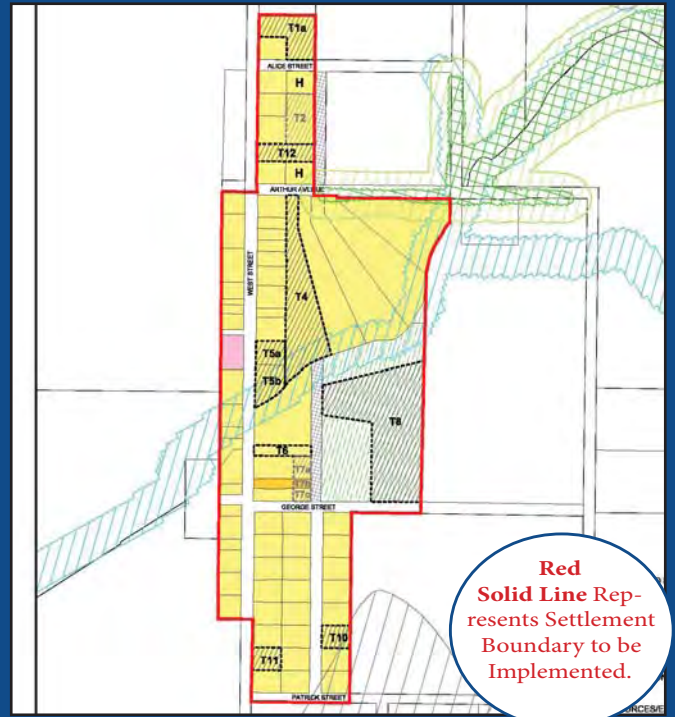 T1a
ALICE STREET
H
T2
T12
H
ARTHUR AVENUE
WEST STREET
T4
T5a
T5b
T8
T6
T7a
T7b
T7c
GEORGE STREET
Red
Solid Line Rep-
resents Settlement
Boundary to be
Implemented.
T10
T11
PATRICK STREET